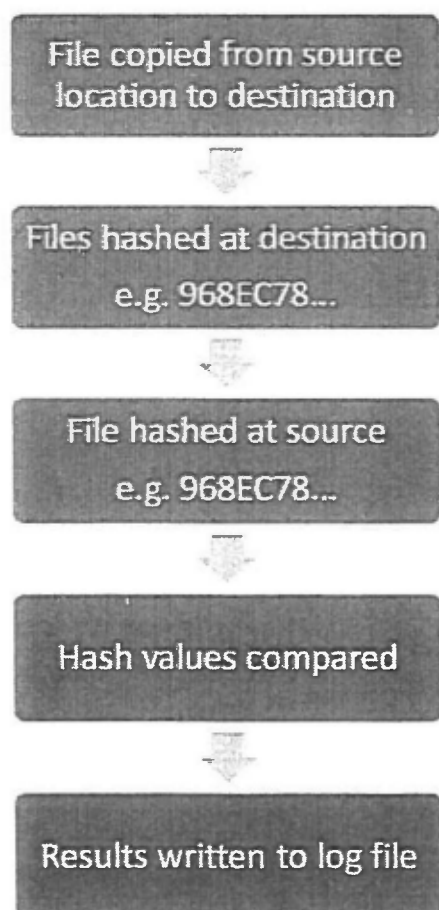 File copied from source
location to destination
Files hashed at destination
e.g. 968EC78...
File hashed at source
e.g. 968EC78...
Hash values compared
Results written to log file